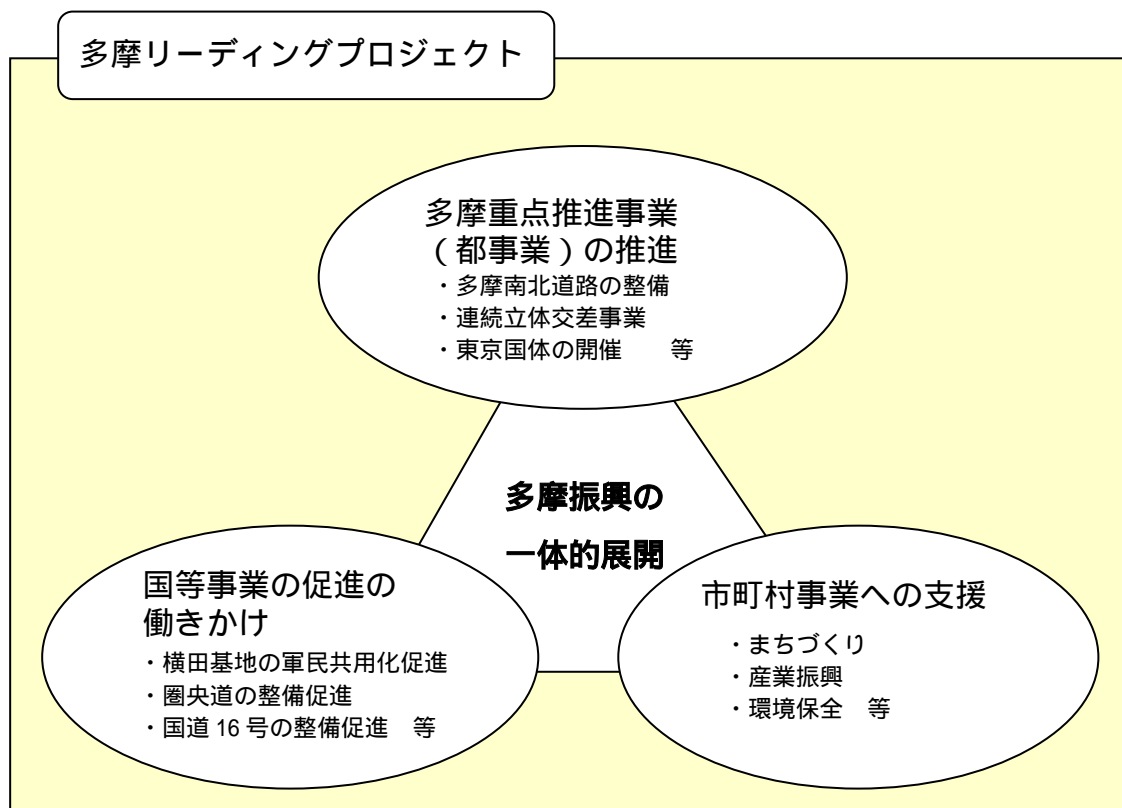 多摩リーディングプロジェクト
多摩重点推進事業
（都事業）の推進
・多摩南北道路の整備
・連続立体交差事業
・東京国体の開催　　等
多摩振興の
一体的展開
国等事業の促進の
働きかけ
・横田基地の軍民共用化促進
・圏央道の整備促進
・国道16号の整備促進　等
市町村事業への支援
・まちづくり
・産業振興
・環境保全　等